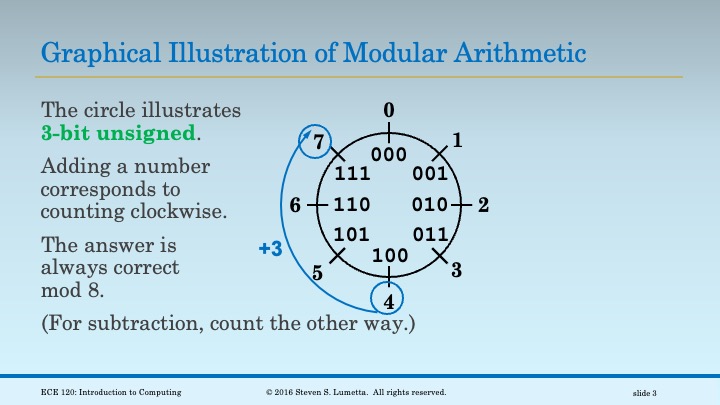 Graphical Illustration of Modular Arithmetic
The circle illustrates
3-bit unsigned.
Adding a number
corresponds to
counting clockwise.
The answer is
always correct
mod 8.
(For subtraction, count the other way.)
0
7
1
000
111
001
6
110
010
2
101
011
+3
100
5
3
4
ECE 120: Introduction to Computing
© 2016 Steven S. Lumetta. All rights reserved.
slide 3